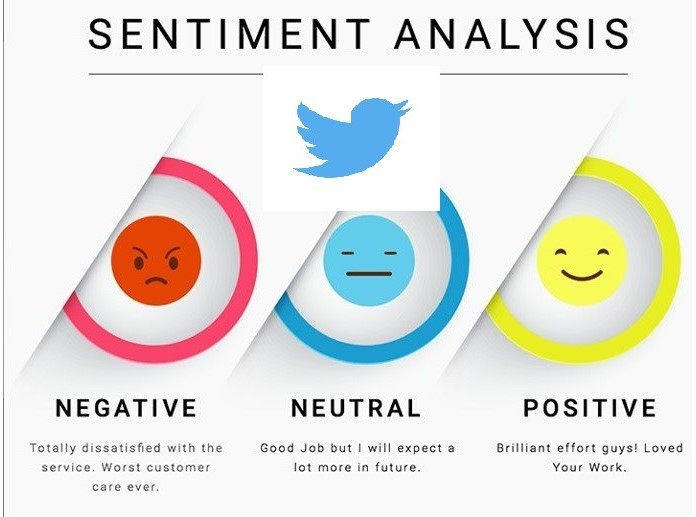 SENTIMENT ANALYSIS
NEGATIVE
Totally dissatisfied with the
service. Worst customer
care ever.
NEUTRAL
Good Job but I will expect a
lot more in future.
POSITIVE
Brilliant effort guys! Loved
Your Work.